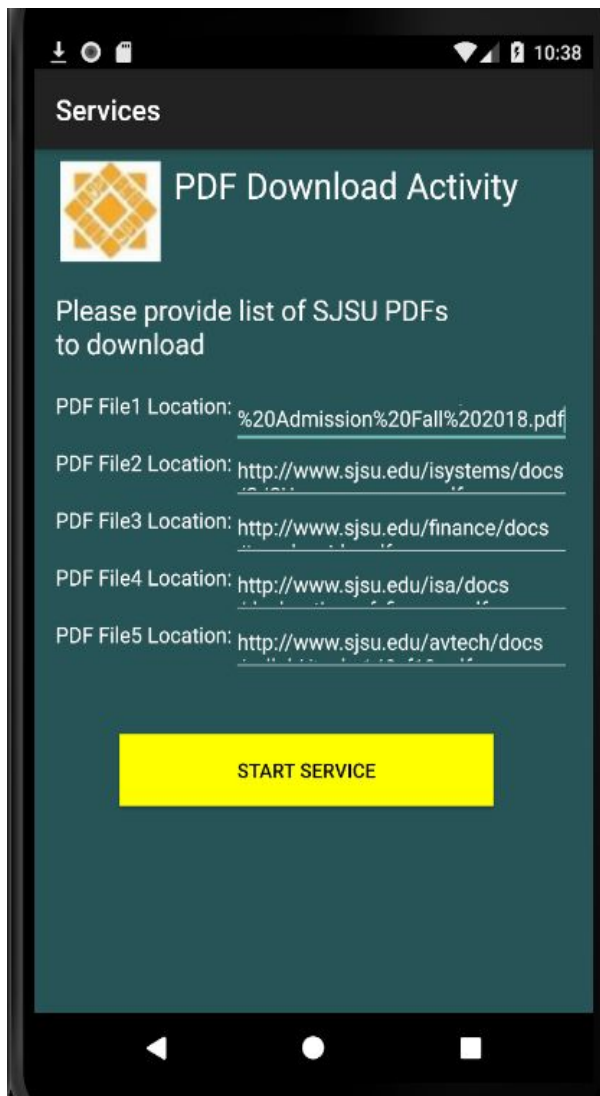 10:38
Services
PDF Download Activity
Please provide list of SJSU PDFs
to download
PDF File1 Location: %20Admission%20Fall%202018.pdf
PDF File2 Location: http://www.sjsu.edu/isystems/docs
PDF File3 Location: http://www.sjsu.edu/finance/docs
PDF File4 Location: http://www.sjsu.edu/isa/docs
PDF File5 Location: http://www.sjsu.edu/avtech/docs
START SERVICE